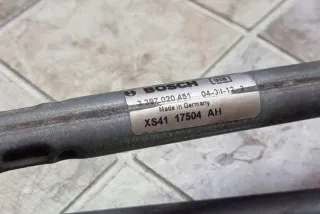 BOSCH
3 397 020 451
Made in Germany
XS41 17504 AH